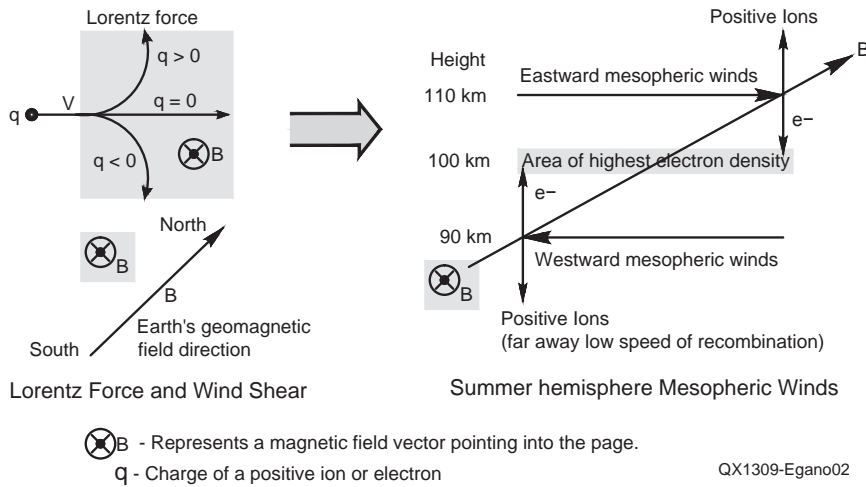 Lorentz force
q > 0
V
q
q = 0
q < 0
B
B
North
B
South
Earth's geomagnetic
field direction
Lorentz Force and Wind Shear
Positive Ions
Height
B
Eastward mesopheric winds
110 km
e−
100 km
Area of highest electron density
e−
90 km
Westward mesopheric winds
B
Positive Ions
(far away low speed of recombination)
Summer hemisphere Mesopheric Winds
B - Represents a magnetic field vector pointing into the page.
q - Charge of a positive ion or electron
QX1309-Egano02